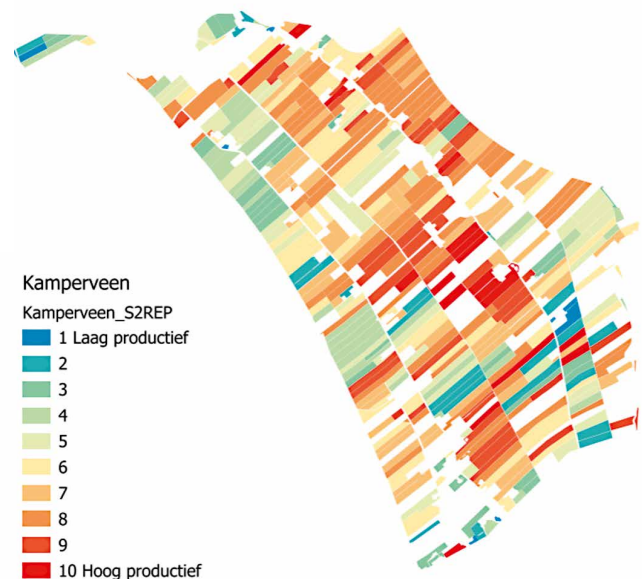 Kamperveen
Kamperveen_S2REP
1 Laag productief
2
3
4
5
6
7
8
9
10 Hoog productief